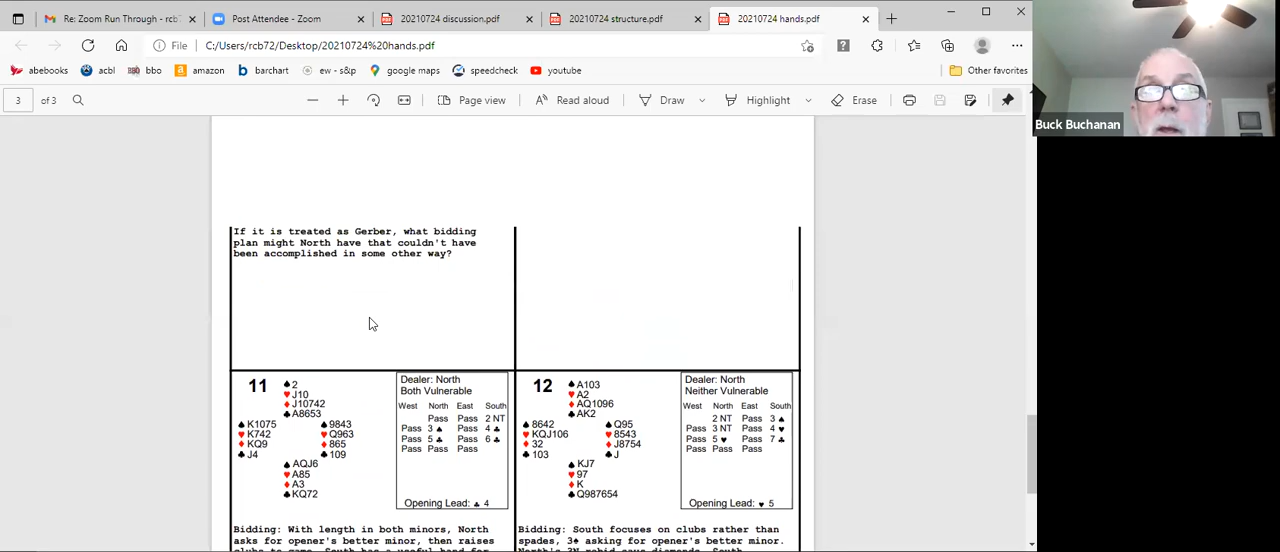 Re: Zoom Run Through - rcb7
Post Attendee - Zoom
20210724 discussion.pdf
20210724 structure.pdf
20210724 hands.pdf
File
C:/Users/rcb72/Desktop/20210724%20hands.pdf
abebooks
acbl
bbo
amazon
barchart
ew - s&p
google maps
speedcheck
youtube
Other favorites
3 of 3
Page view
Read aloud
Draw
Highlight
Erase
Buck Buchanan
If it is treated as Gerber, what bidding
plan might North have that couldn't have
been accomplished in some other way?
11
♠ 2
♥ J10
♦ J10742
♣ A8653
♠ K1075
♥ K742
♦ KQ9
♣ J4
♠ 9843
♥ Q963
♦ 865
♣ 109
♠ AQJ6
♥ A85
♦ A3
♣ KQ72
Dealer: North
Both Vulnerable
West North East South
Pass Pass 2 NT
Pass 3 ♠ Pass 4 ♣
Pass 5 ♣ Pass 6 ♣
Pass Pass Pass
Opening Lead: ♣ 4
Bidding: With length in both minors, North
asks for opener's better minor, then raises
12
♠ A103
♥ A2
♦ AQ1096
♣ AK2
♠ 8642
♥ KQJ106
♦ 32
♣ 103
♠ Q95
♥ 8543
♦ J8754
♣ J
♠ KJ7
♥ 97
♦ K
♣ Q987654
Dealer: North
Neither Vulnerable
West North East South
2 NT Pass 3 ♠
Pass 3 NT Pass 4 ♥
Pass 5 ♥ Pass 7 ♣
Pass Pass Pass
Opening Lead: ♥ 5
Bidding: South focuses on clubs rather than
spades, 3♠ asking for opener's better minor.